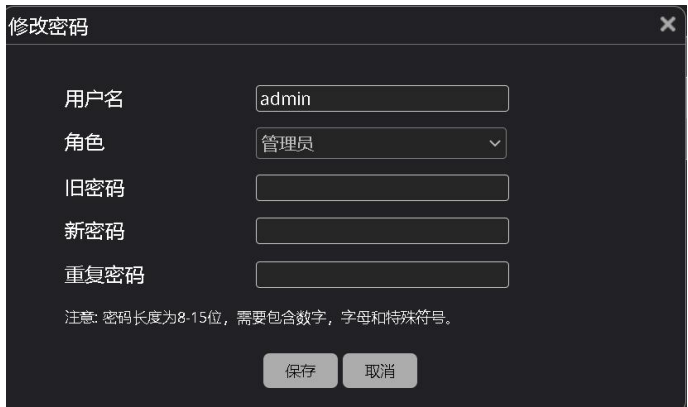 修改密码
用户名 admin
角色 管理员
旧密码
新密码
重复密码
注意: 密码长度为8-15位，需要包含数字，字母和特殊符号。
保存 取消